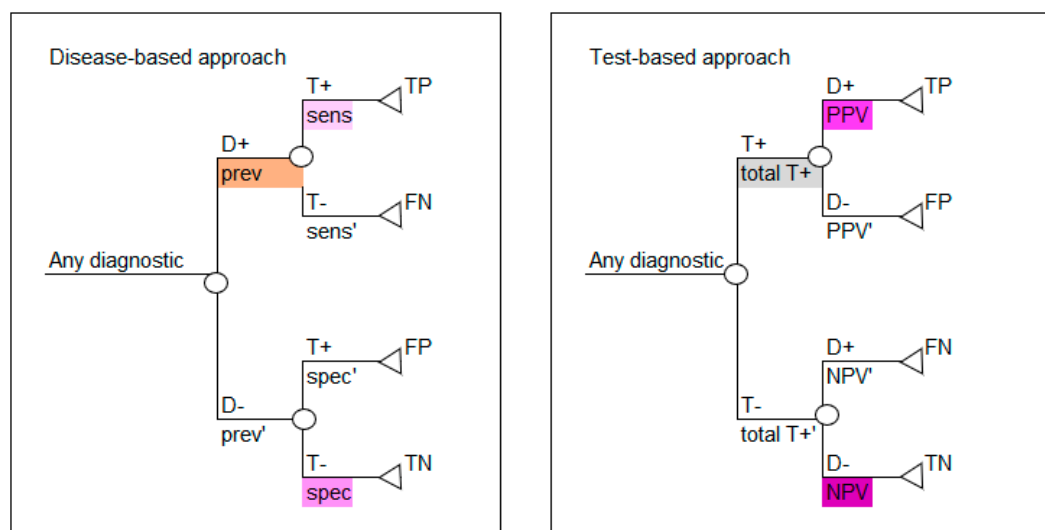 Disease-based approach
T+
TP
sens
D+
prev
T-
FN
sens'
Any diagnostic
T+
FP
spec'
D-
prev'
T-
TN
spec
Test-based approach
D+
TP
PPV
T+
total T+
D-
FP
PPV'
Any diagnostic
D+
FN
NPV'
T-
total T+'
D-
TN
NPV